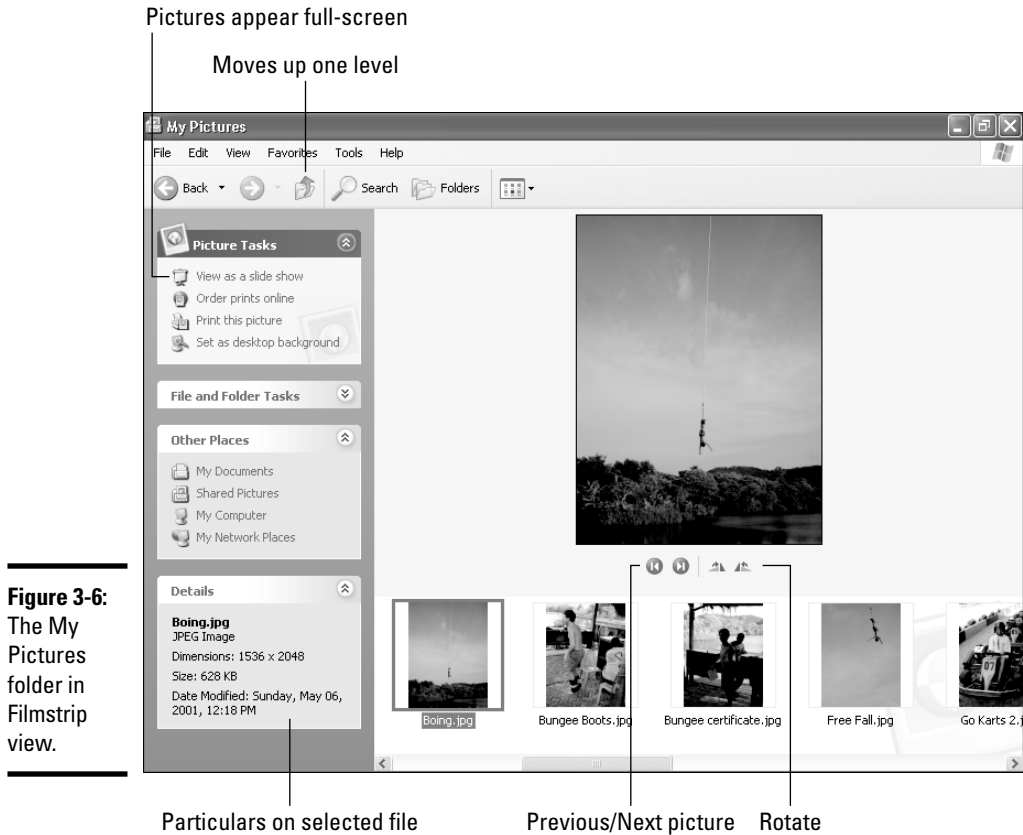 Pictures appear full-screen
Moves up one level
My Pictures
File Edit View Favorites Tools Help
Back Search Folders
Picture Tasks
View as a slide show
Order prints online
Print this picture
Set as desktop background
File and Folder Tasks
Other Places
My Documents
Shared Pictures
My Computer
My Network Places
Details
Boing.jpg
JPEG Image
Dimensions: 1536 x 2048
Size: 628 KB
Date Modified: Sunday, May 06,
2001, 12:18 PM
Boing.jpg Bungee Boots.jpg Bungee certificate.jpg Free Fall.jpg Go Karts 2.j
07
Figure 3-6:
The My
Pictures
folder in
Filmstrip
view.
Particulars on selected file
Previous/Next picture Rotate